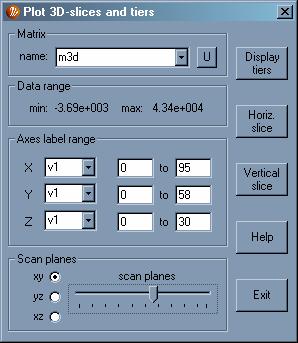 Plot 3D-slices and tiers
Matrix
name: m3d U
Display tiers
Data range
min: -3.69e+003 max: 4.34e+004
Horiz. slice
Axes label range
X v1 0 to 95
Y v1 0 to 58
Z v1 0 to 30
Vertical slice
Help
Scan planes
xy scan planes
yz
xz
Exit